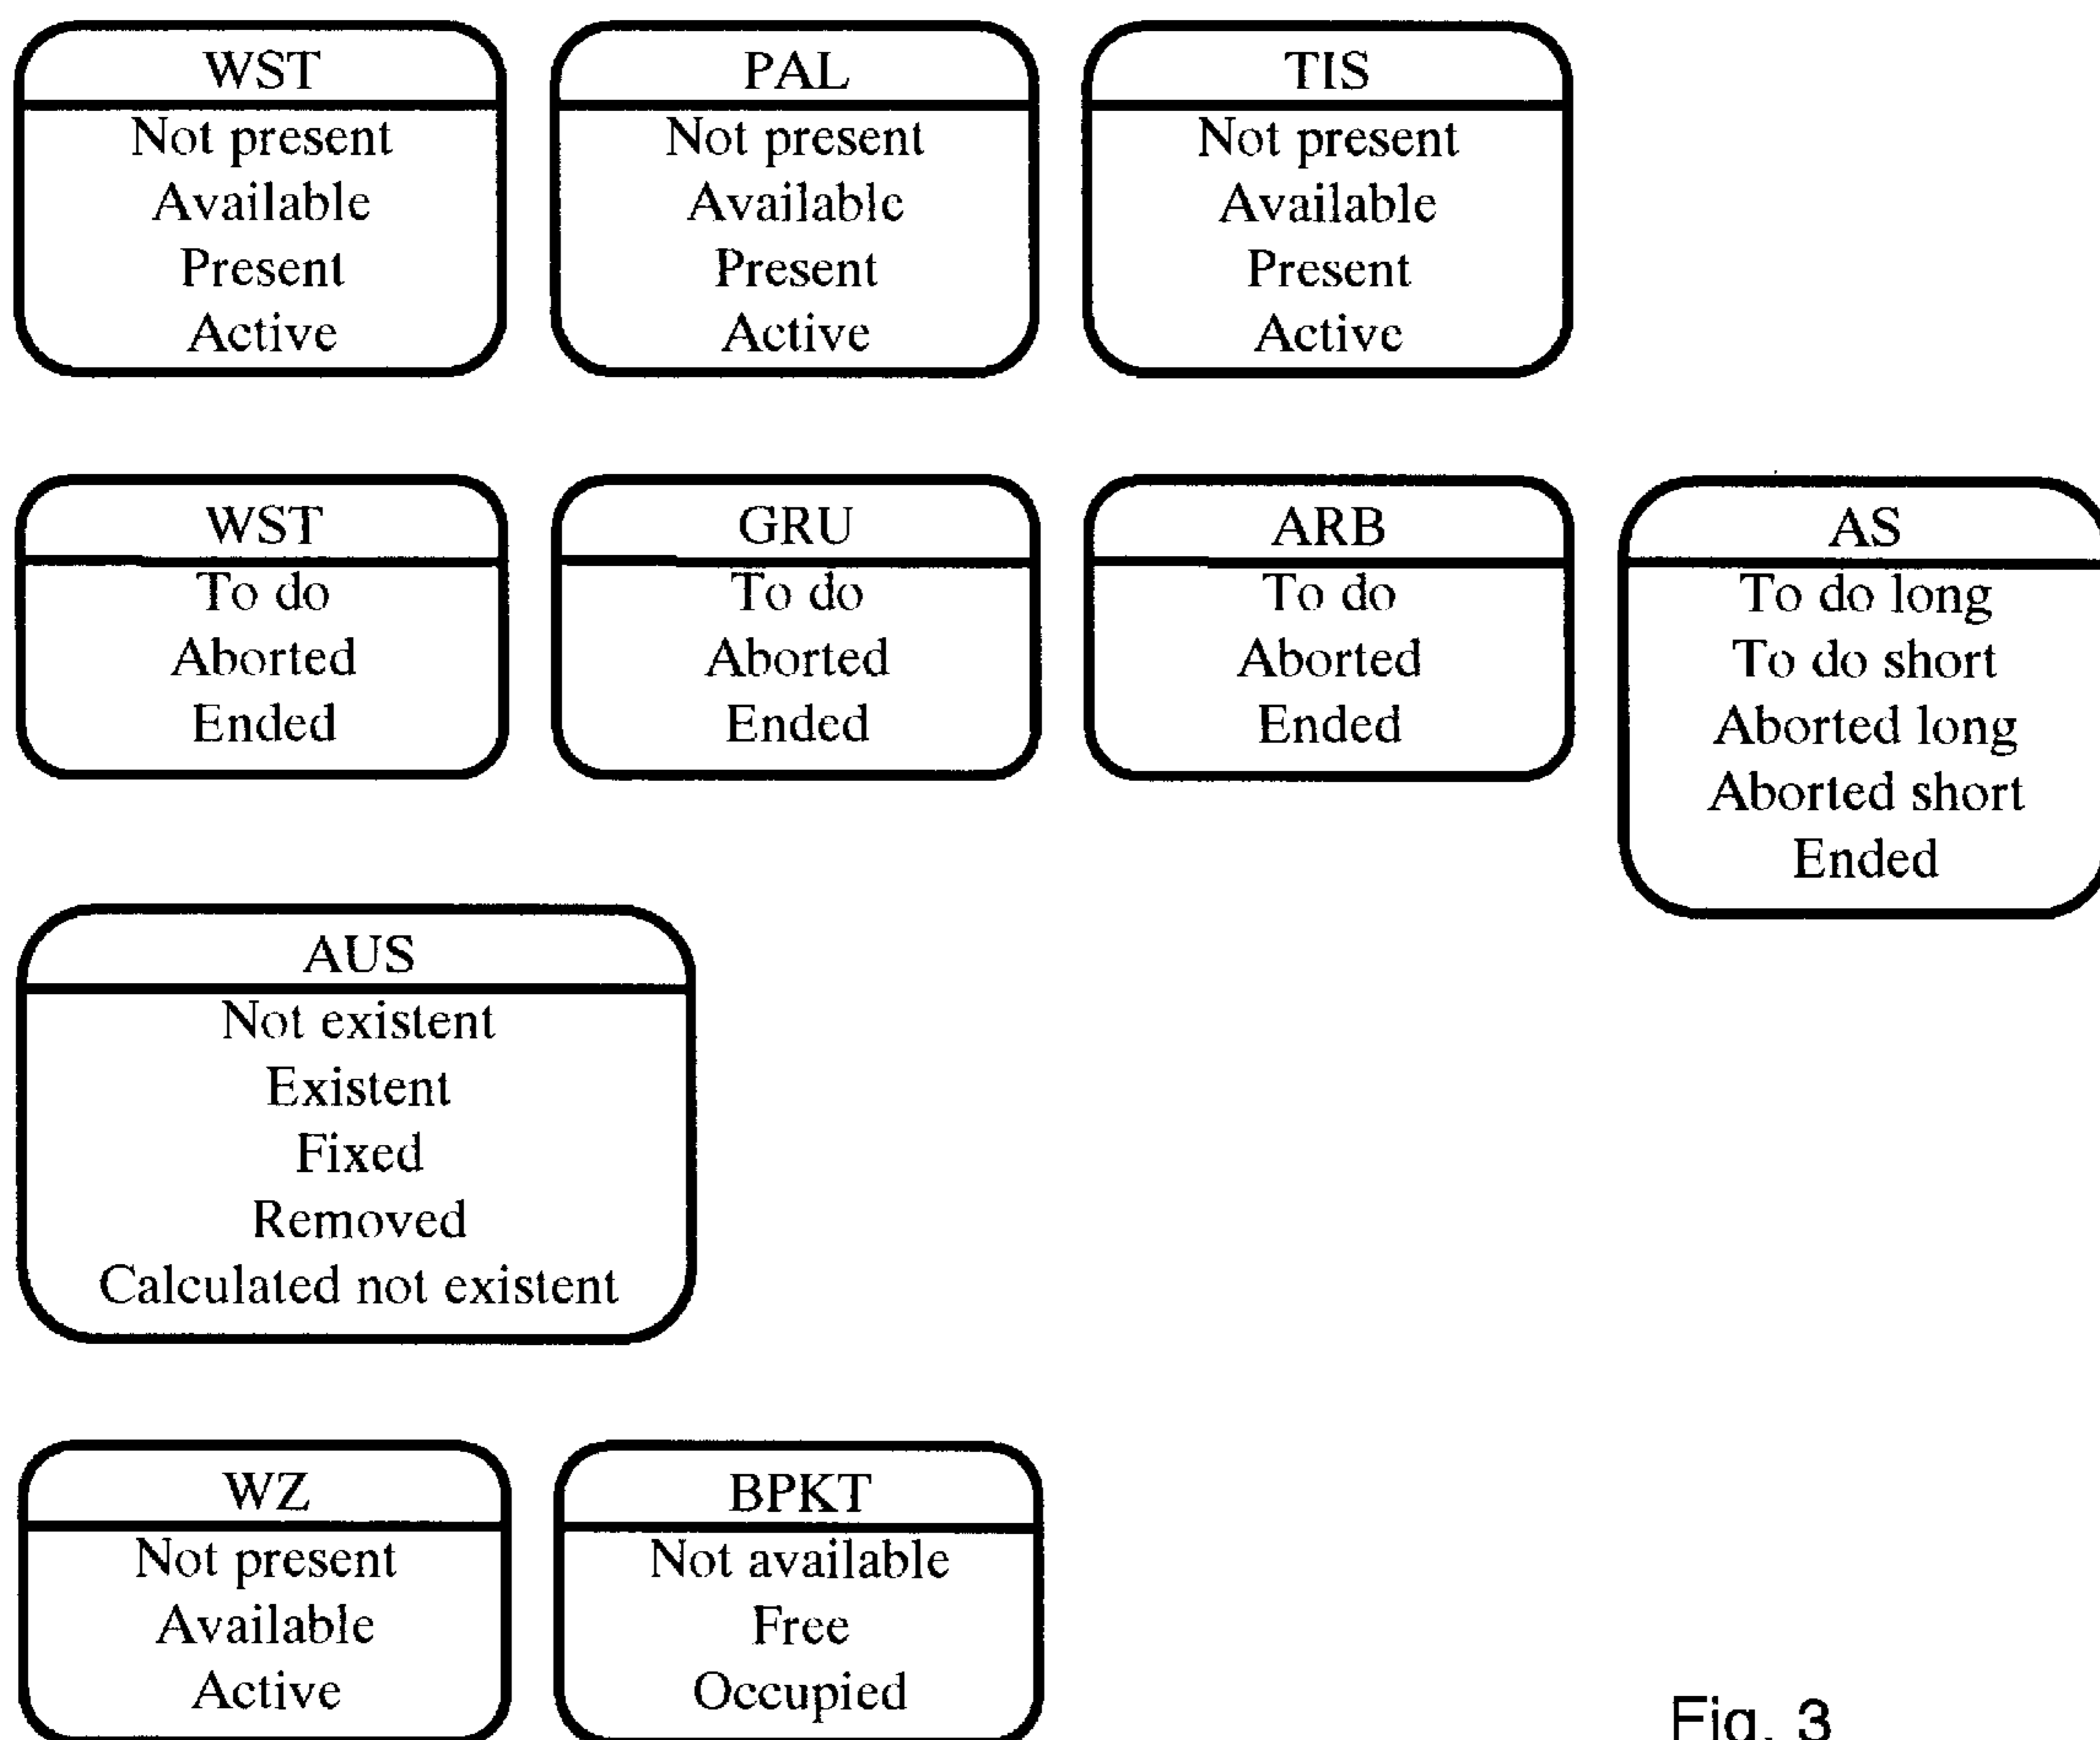 WST
Not present
Available
Present
Active
PAL
Not present
Available
Present
Active
TIS
Not present
Available
Present
Active
WST
To do
Aborted
Ended
GRU
To do
Aborted
Ended
ARB
To do
Aborted
Ended
AS
To do long
To do short
Aborted long
Aborted short
Ended
AUS
Not existent
Existent
Fixed
Removed
Calculated not existent
WZ
Not present
Available
Active
BPKT
Not available
Free
Occupied
Fig. 3